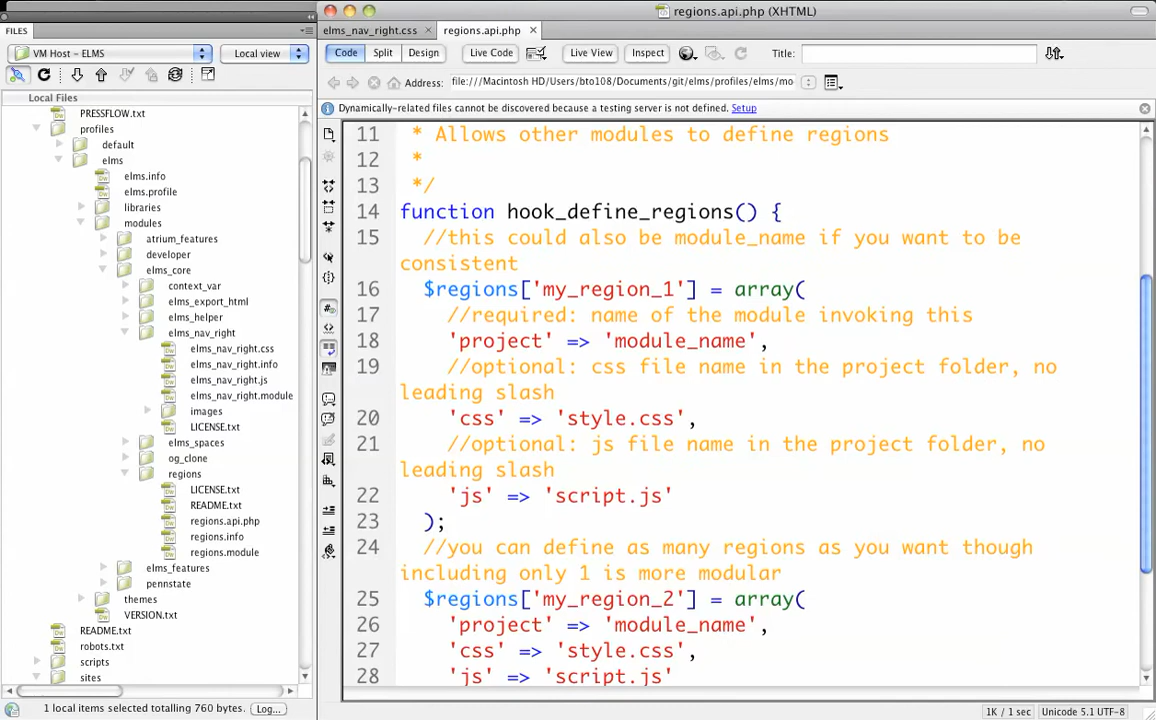 regions.api.php (XHTML)
FILES
elms_nav_right.css
regions.api.php
VM Host – ELMS
Local view
Code
Split
Design
Live Code
Live View
Inspect
Title:
Address:
file:///Macintosh HD/Users/bto108/Documents/git/elms/profiles/elms/mo
Local Files
Dynamically-related files cannot be discovered because a testing server is not defined. Setup
PRESSFLOW.txt
profiles
default
elms
elms.info
elms.profile
libraries
modules
atrium_features
developer
elms_core
context_var
elms_export_html
elms_helper
elms_nav_right
elms_nav_right.css
elms_nav_right.info
elms_nav_right.js
elms_nav_right.module
images
LICENSE.txt
elms_spaces
og_clone
regions
LICENSE.txt
README.txt
regions.api.php
regions.info
regions.module
elms_features
pennstate
themes
VERSION.txt
README.txt
robots.txt
scripts
sites
11 * Allows other modules to define regions
12 *
13 */
14 function hook_define_regions() {
15 //this could also be module_name if you want to be
consistent
16 $regions['my_region_1'] = array(
17 //required: name of the module invoking this
18 'project' => 'module_name',
19 //optional: css file name in the project folder, no
leading slash
20 'css' => 'style.css',
21 //optional: js file name in the project folder, no
leading slash
22 'js' => 'script.js'
23 );
24 //you can define as many regions as you want though
including only 1 is more modular
25 $regions['my_region_2'] = array(
26 'project' => 'module_name',
27 'css' => 'style.css',
28 'js' => 'script.js'
1 local items selected totalling 760 bytes.
Log...
1K / 1 sec
Unicode 5.1 UTF-8